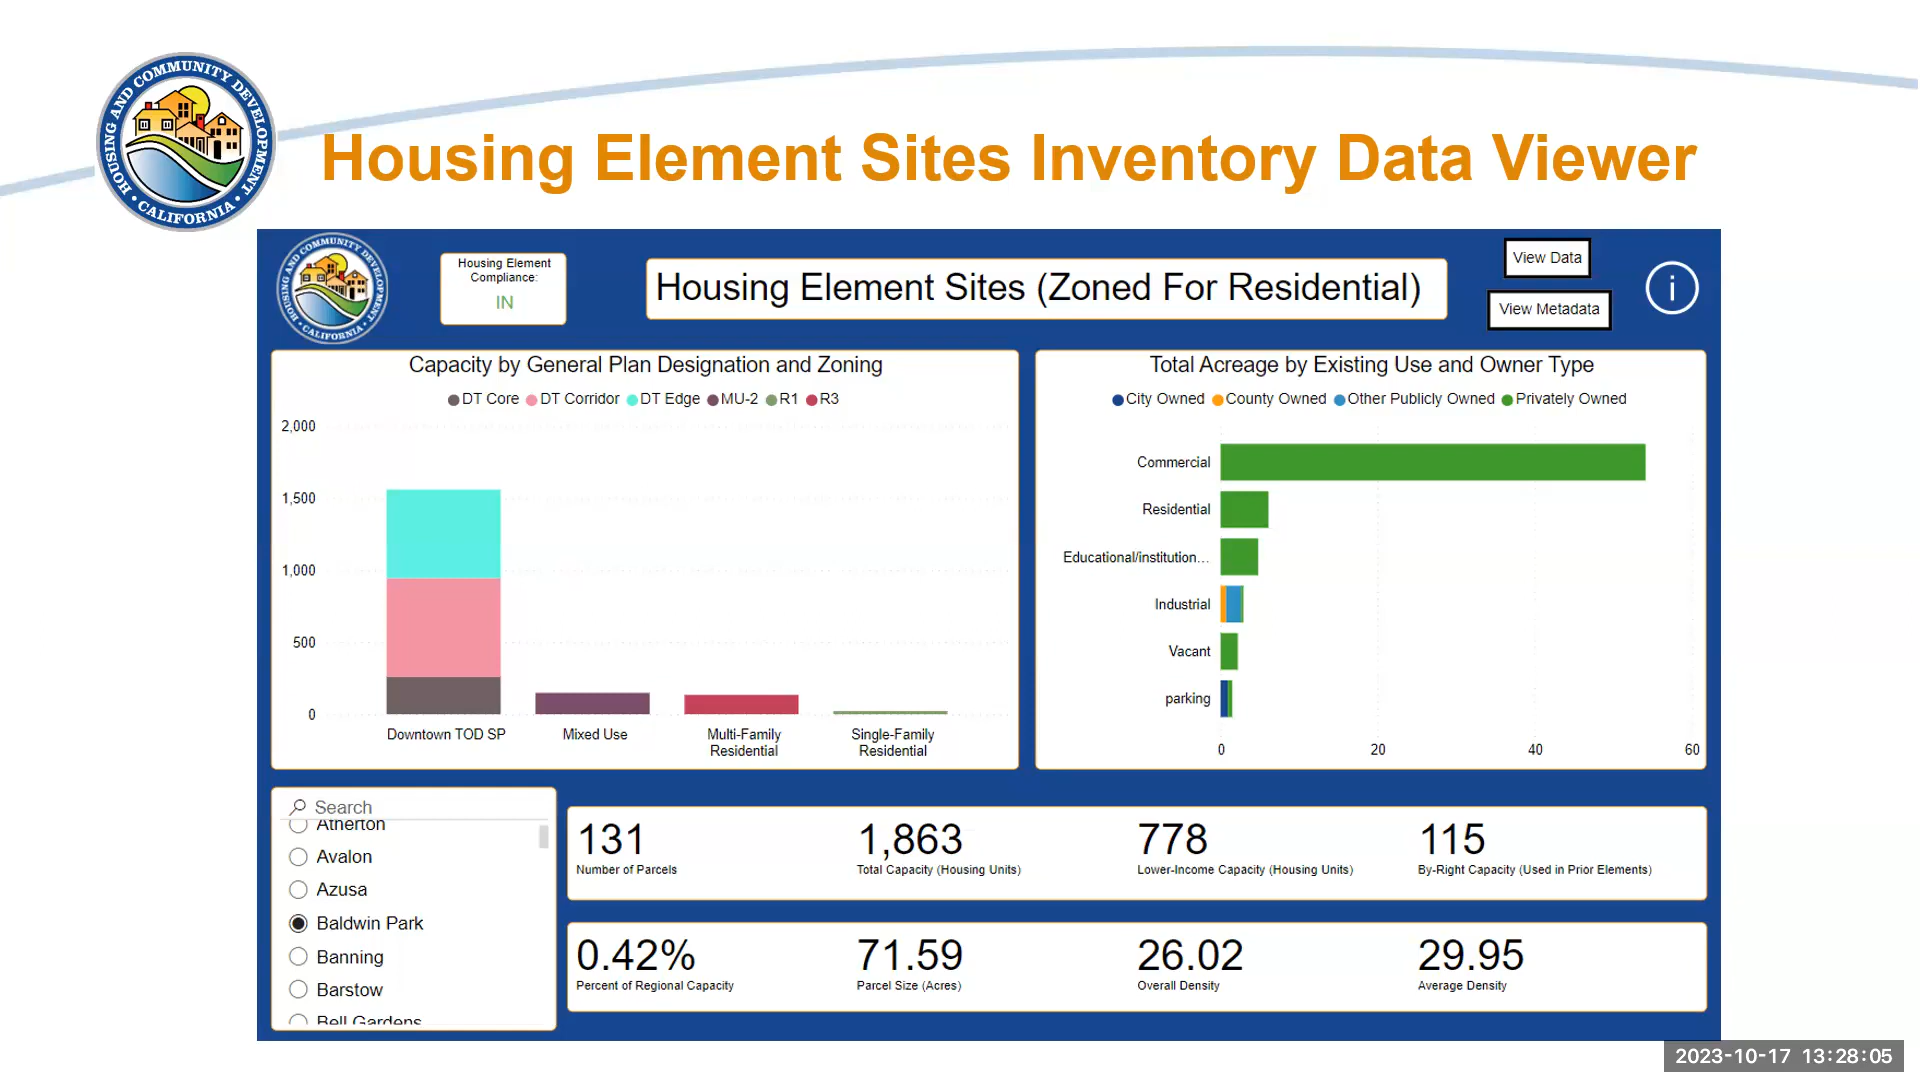 HOUSING AND COMMUNITY DEVELOPMENT
• CALIFORNIA •
Housing Element Sites Inventory Data Viewer
HOUSING AND COMMUNITY DEVELOPMENT
• CALIFORNIA •
Housing Element
Compliance:
IN
Housing Element Sites (Zoned For Residential)
View Data
View Metadata
i
Capacity by General Plan Designation and Zoning
DT Core DT Corridor DT Edge MU-2 R1 R3
2,000
1,500
1,000
500
0
Downtown TOD SP
Mixed Use
Multi-Family
Residential
Single-Family
Residential
Total Acreage by Existing Use and Owner Type
City Owned County Owned Other Publicly Owned Privately Owned
Commercial
Residential
Educational/institution...
Industrial
Vacant
parking
0 20 40 60
Search
Atherton
Avalon
Azusa
Baldwin Park
Banning
Barstow
Bell Gardens
131
Number of Parcels
1,863
Total Capacity (Housing Units)
778
Lower-Income Capacity (Housing Units)
115
By-Right Capacity (Used in Prior Elements)
0.42%
Percent of Regional Capacity
71.59
Parcel Size (Acres)
26.02
Overall Density
29.95
Average Density
2023-10-17 13:28:05